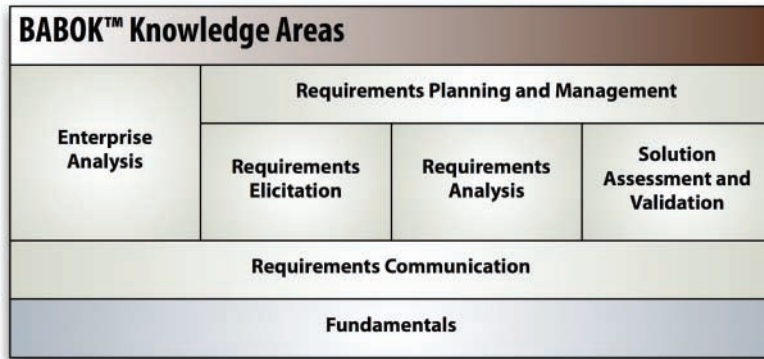 BABOK™ Knowledge Areas
Requirements Planning and Management
Enterprise
Analysis
Requirements
Elicitation
Requirements
Analysis
Solution
Assessment and
Validation
Requirements Communication
Fundamentals